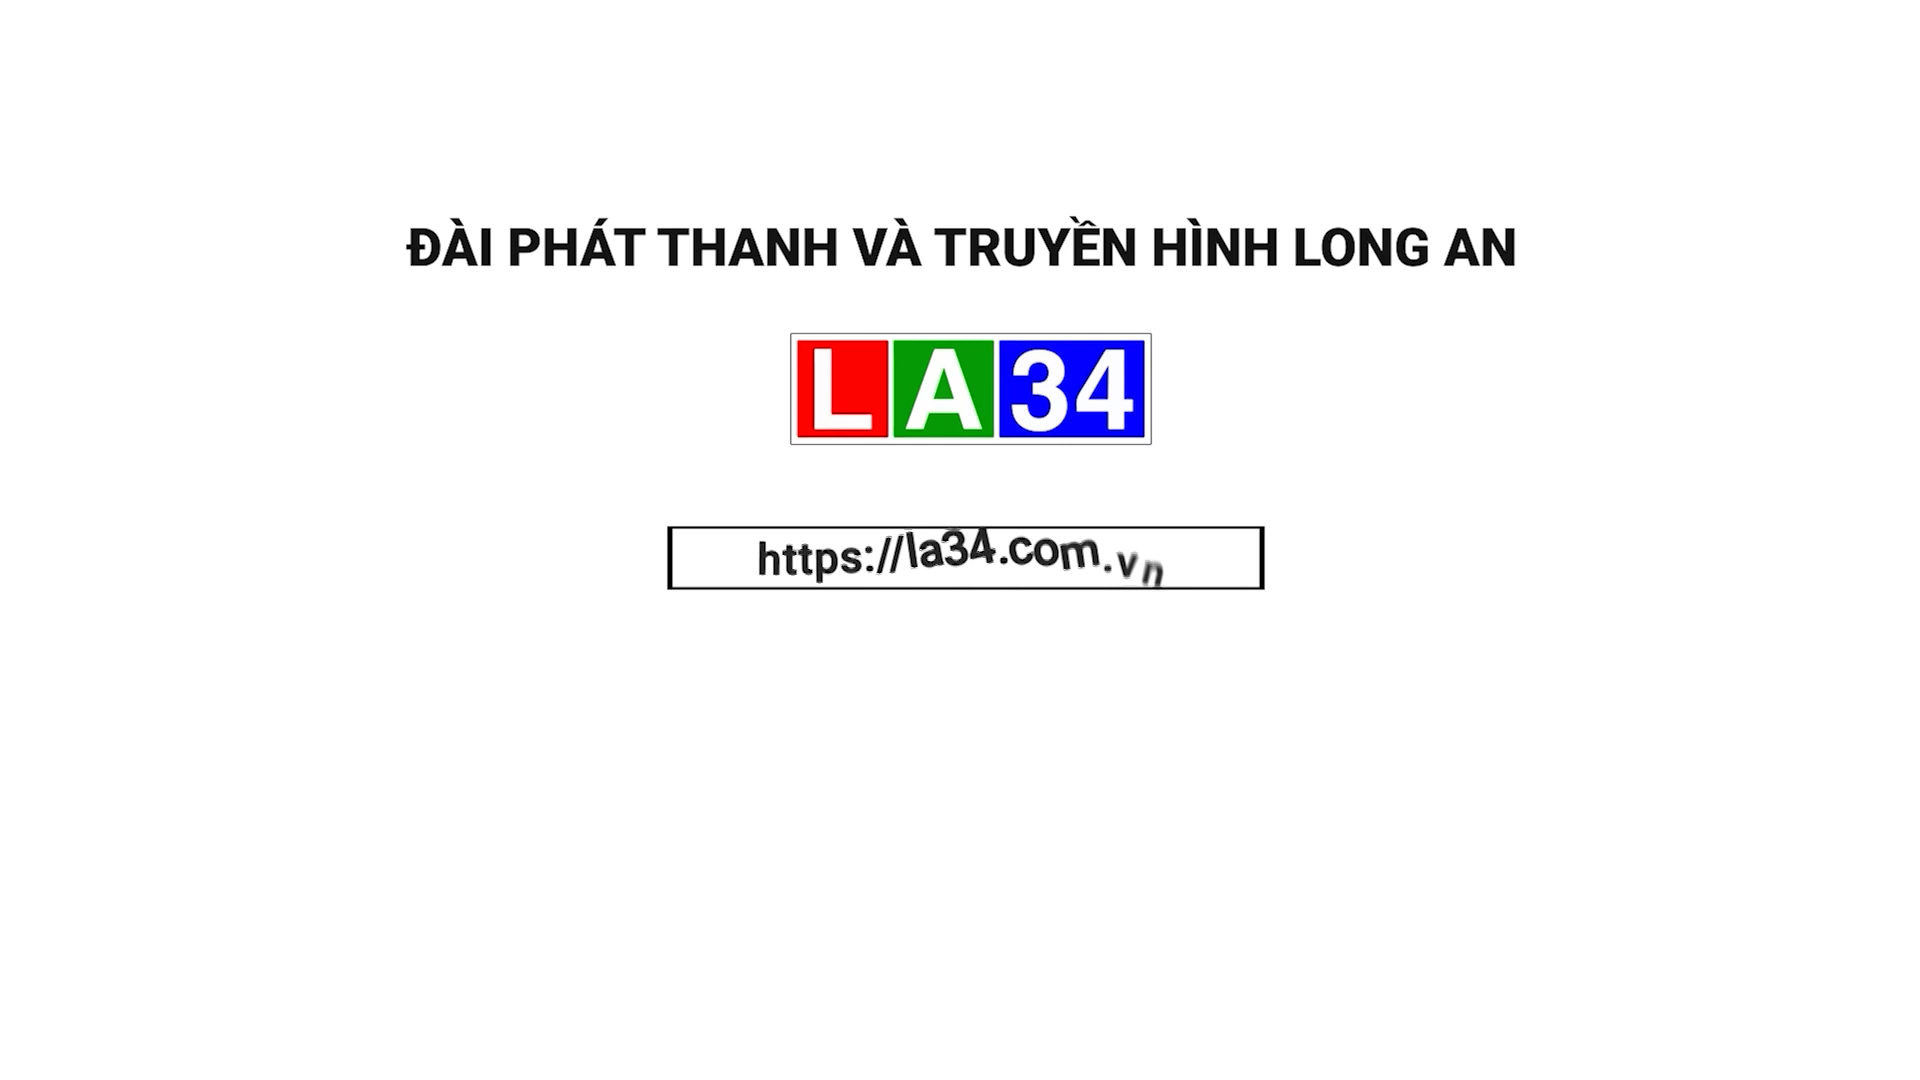 ĐÀI PHÁT THANH VÀ TRUYỀN HÌNH LONG AN
LA34
https://la34.com.vn